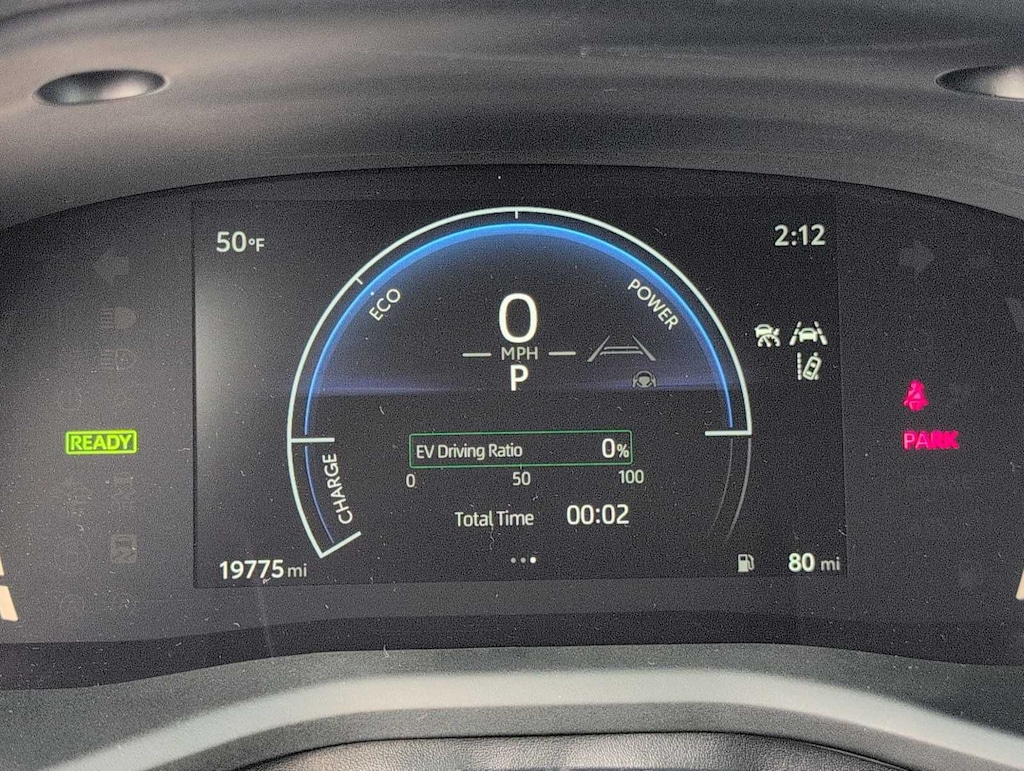 50°F
2:12
ECO
POWER
0
MPH
P
READY
EV Driving Ratio 0%
PARK
0 50 100
CHARGE
Total Time 00:02
19775 mi
80 mi